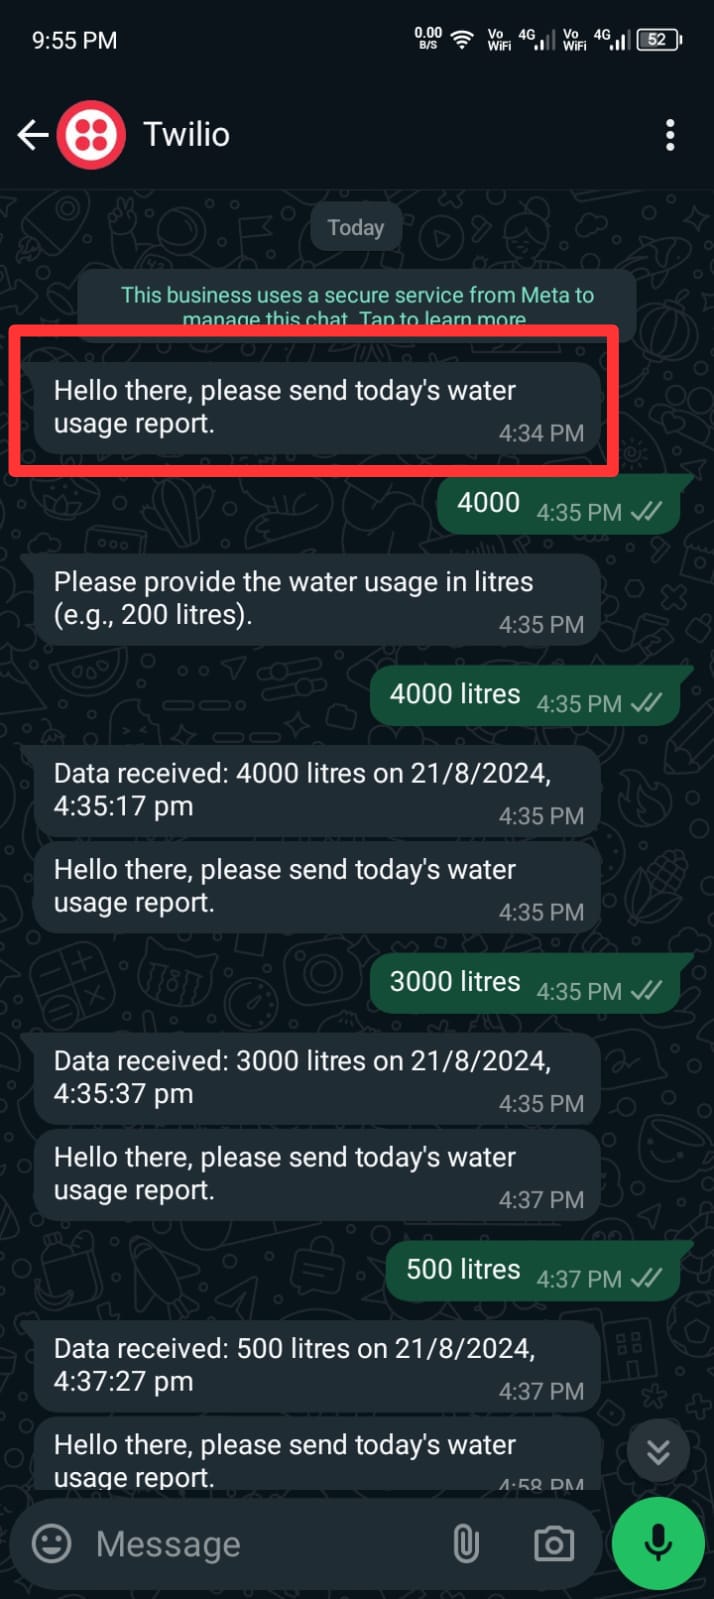 9:55 PM
0.00 B/S Vo WiFi 4G Vo WiFi 4G 52
Twilio
Today
This business uses a secure service from Meta to
manage this chat. Tap to learn more
Hello there, please send today's water
usage report.
4:34 PM
4000 4:35 PM
Please provide the water usage in litres
(e.g., 200 litres).
4:35 PM
4000 litres 4:35 PM
Data received: 4000 litres on 21/8/2024,
4:35:17 pm
4:35 PM
Hello there, please send today's water
usage report.
4:35 PM
3000 litres 4:35 PM
Data received: 3000 litres on 21/8/2024,
4:35:37 pm
4:35 PM
Hello there, please send today's water
usage report.
4:37 PM
500 litres 4:37 PM
Data received: 500 litres on 21/8/2024,
4:37:27 pm
4:37 PM
Hello there, please send today's water
usage report.
4:58 PM
Message